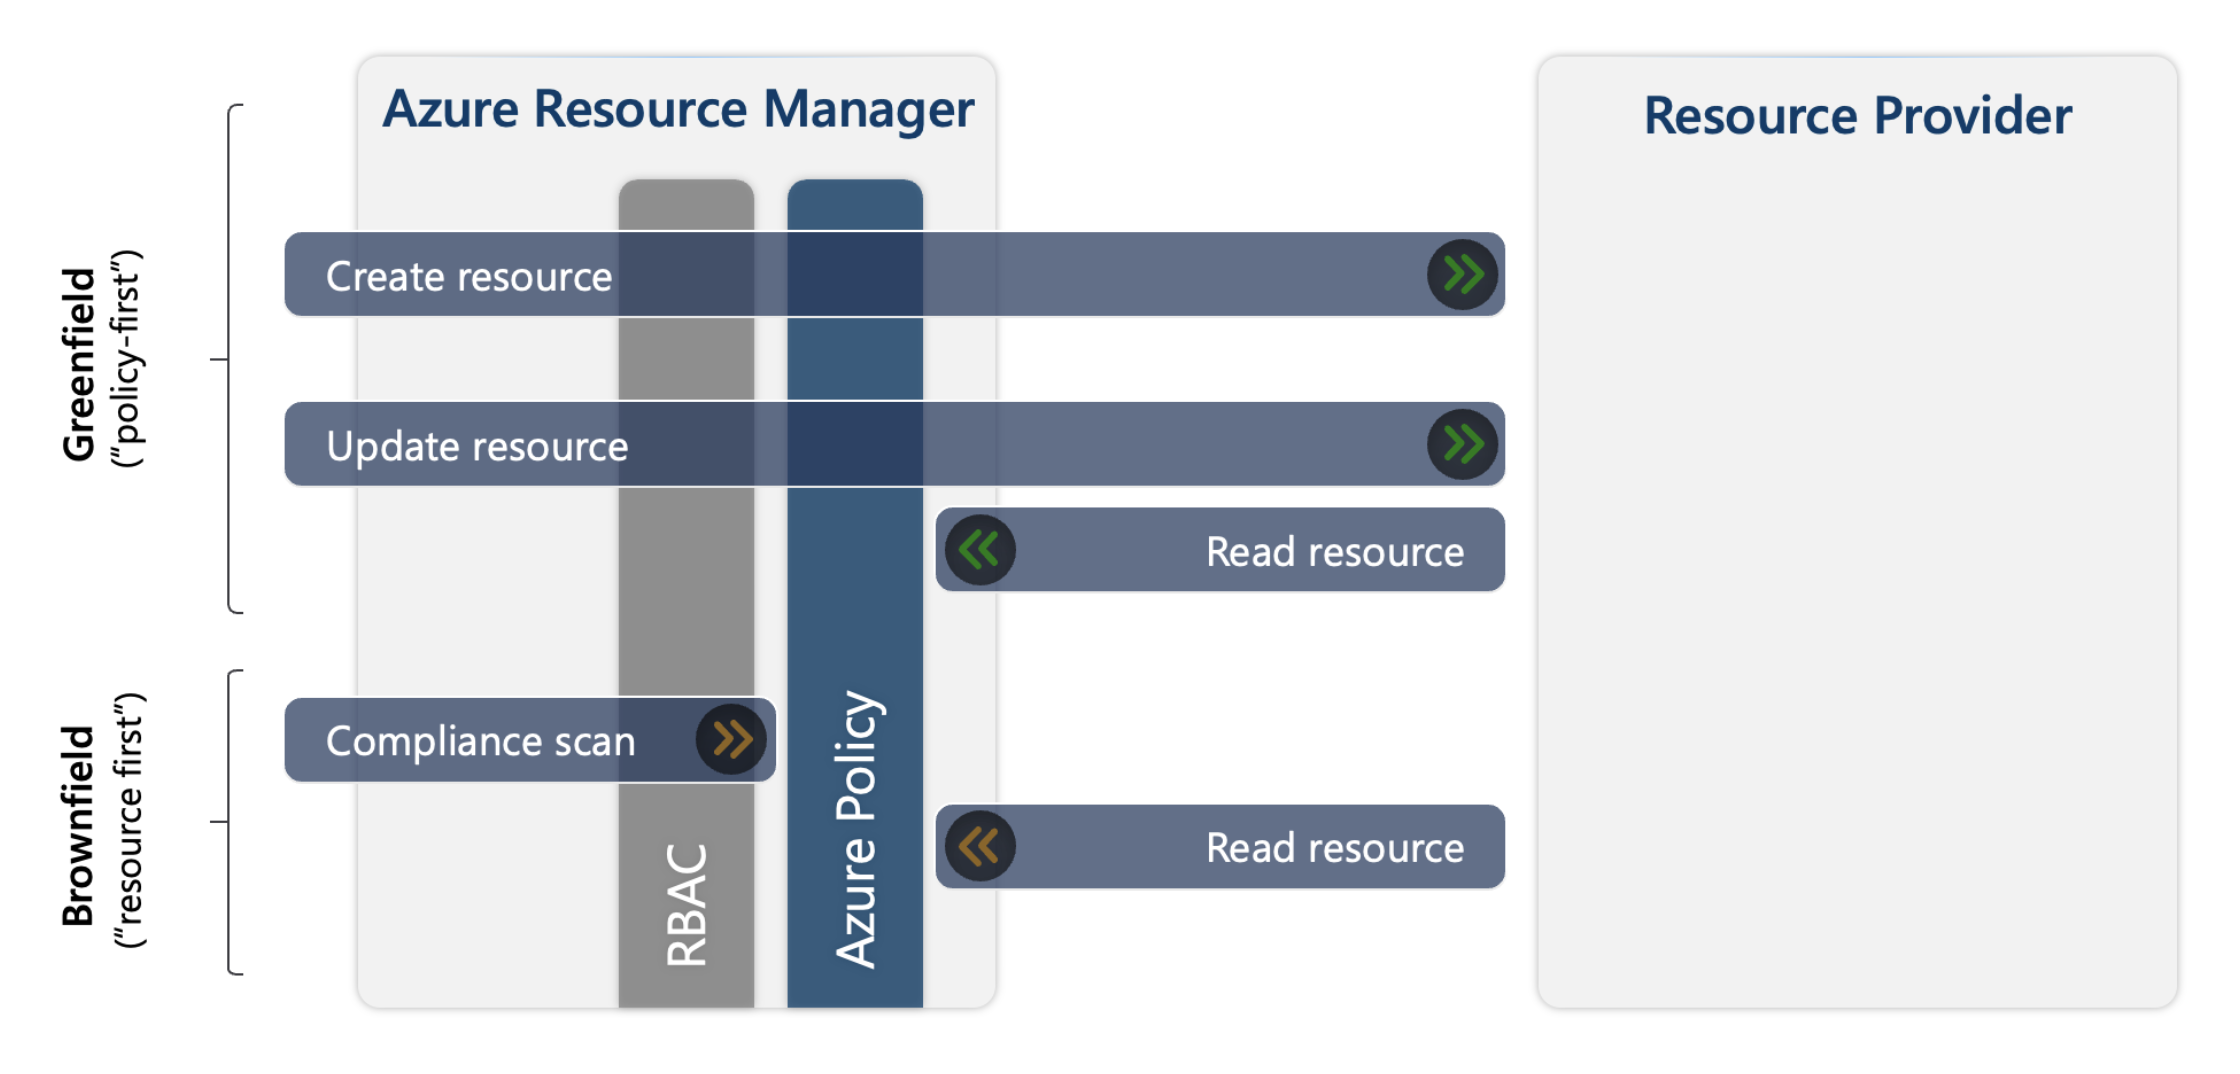 Azure Resource Manager
Resource Provider
Greenfield
("policy-first")
Create resource
Update resource
Read resource
Brownfield
("resource first")
Compliance scan
Read resource
RBAC
Azure Policy